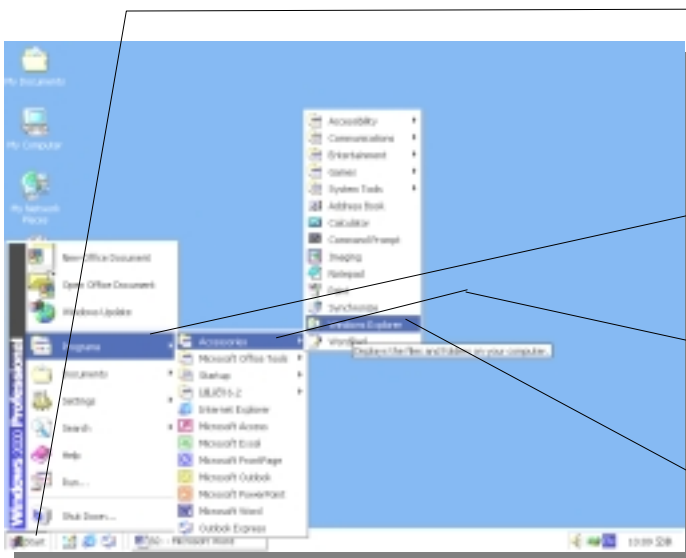 My Documents
My Computer
My Network
Places
New Office Document
Open Office Document
Windows Update
Programs
Documents
Settings
Search
Help
Run...
Shut Down...
Windows 2000 Professional
Accessories
Microsoft Office Tools
Startup
Internet Explorer
Microsoft Access
Microsoft Excel
Microsoft FrontPage
Microsoft Outlook
Microsoft PowerPoint
Microsoft Word
Outlook Express
Accessibility
Communications
Entertainment
Games
System Tools
Address Book
Calculator
Command Prompt
Imaging
Notepad
Paint
Synchronize
Windows Explorer
WordPad
Displays the files and folders on your computer.
Start
Microsoft Word